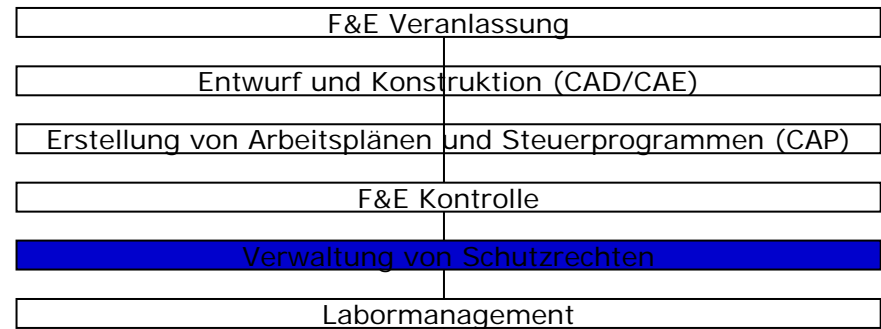 F&E Veranlassung
Entwurf und Konstruktion (CAD/CAE)
Erstellung von Arbeitsplänen und Steuerprogrammen (CAP)
F&E Kontrolle
Verwaltung von Schutzrechten
Labormanagement